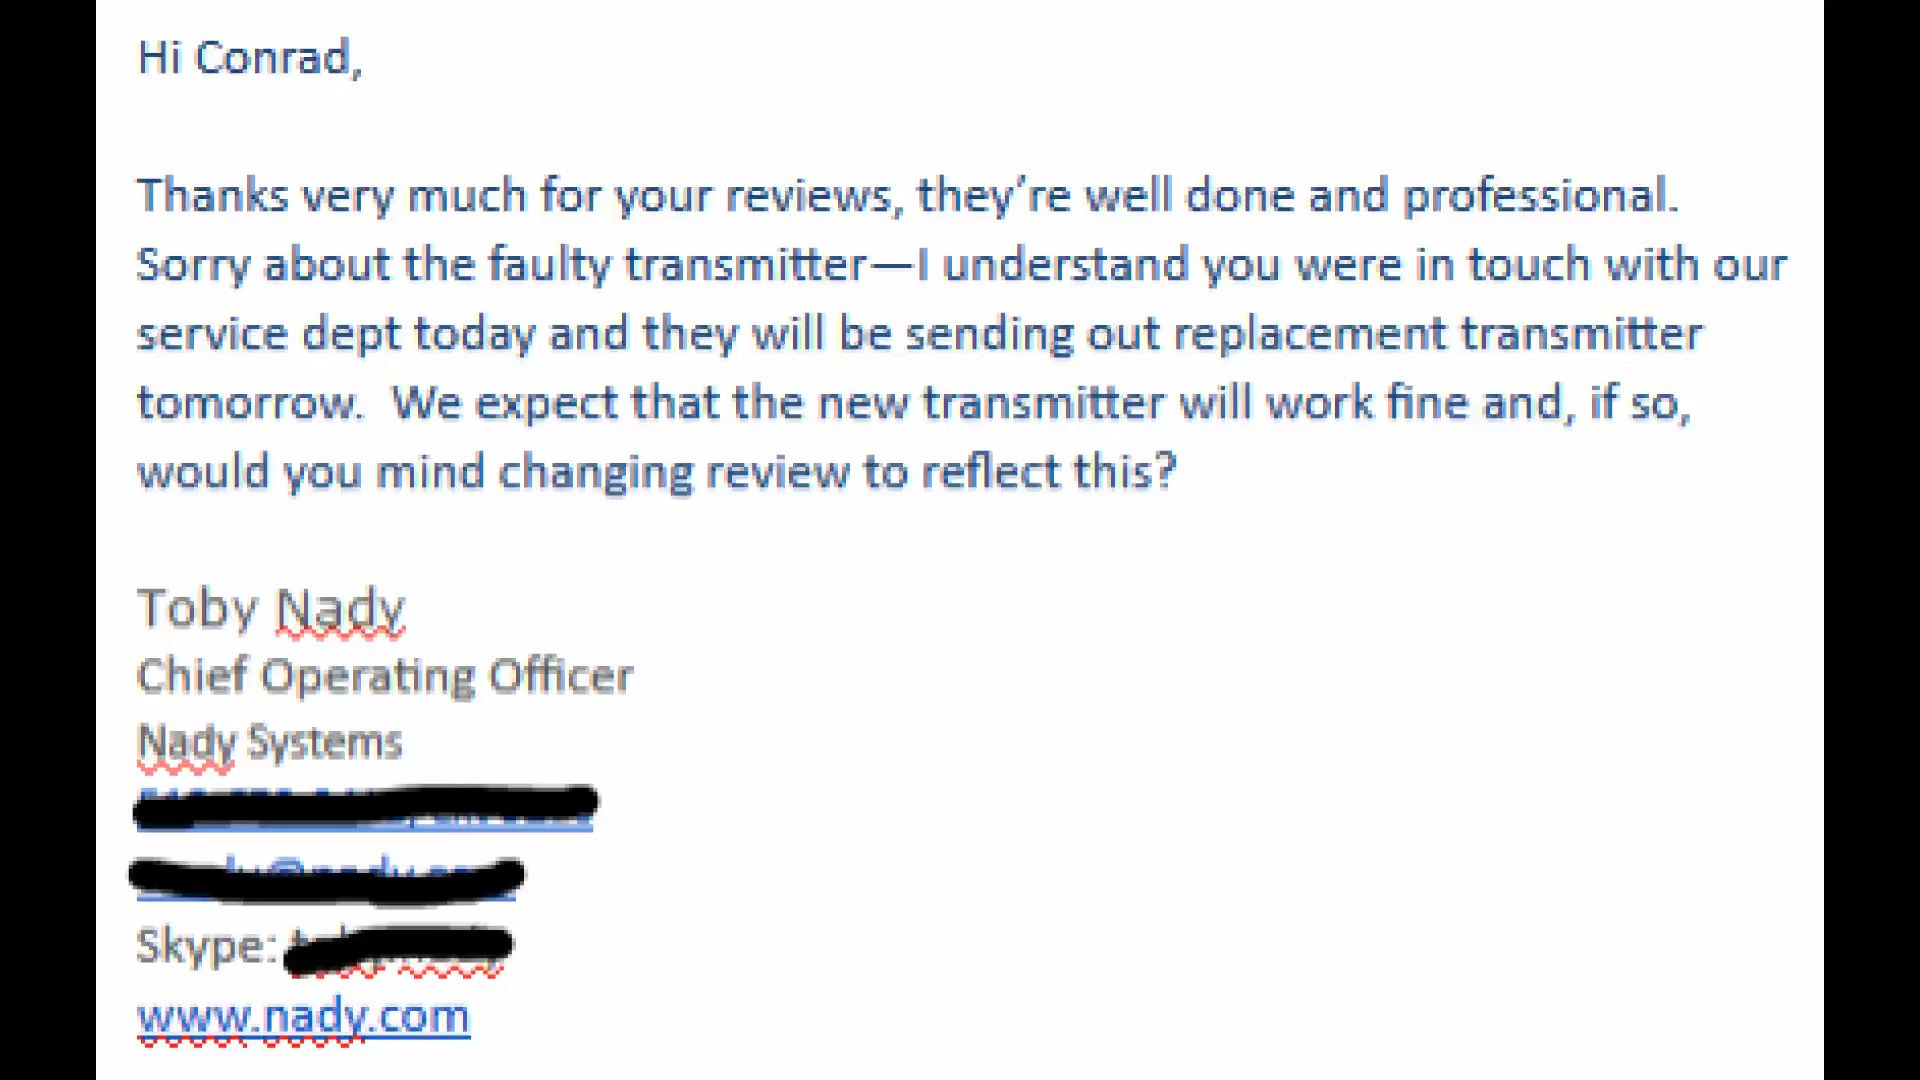 Hi Conrad,
Thanks very much for your reviews, they’re well done and professional.
Sorry about the faulty transmitter—I understand you were in touch with our
service dept today and they will be sending out replacement transmitter
tomorrow.  We expect that the new transmitter will work fine and, if so,
would you mind changing review to reflect this?
Toby Nady
Chief Operating Officer
Nady Systems
Skype:
www.nady.com